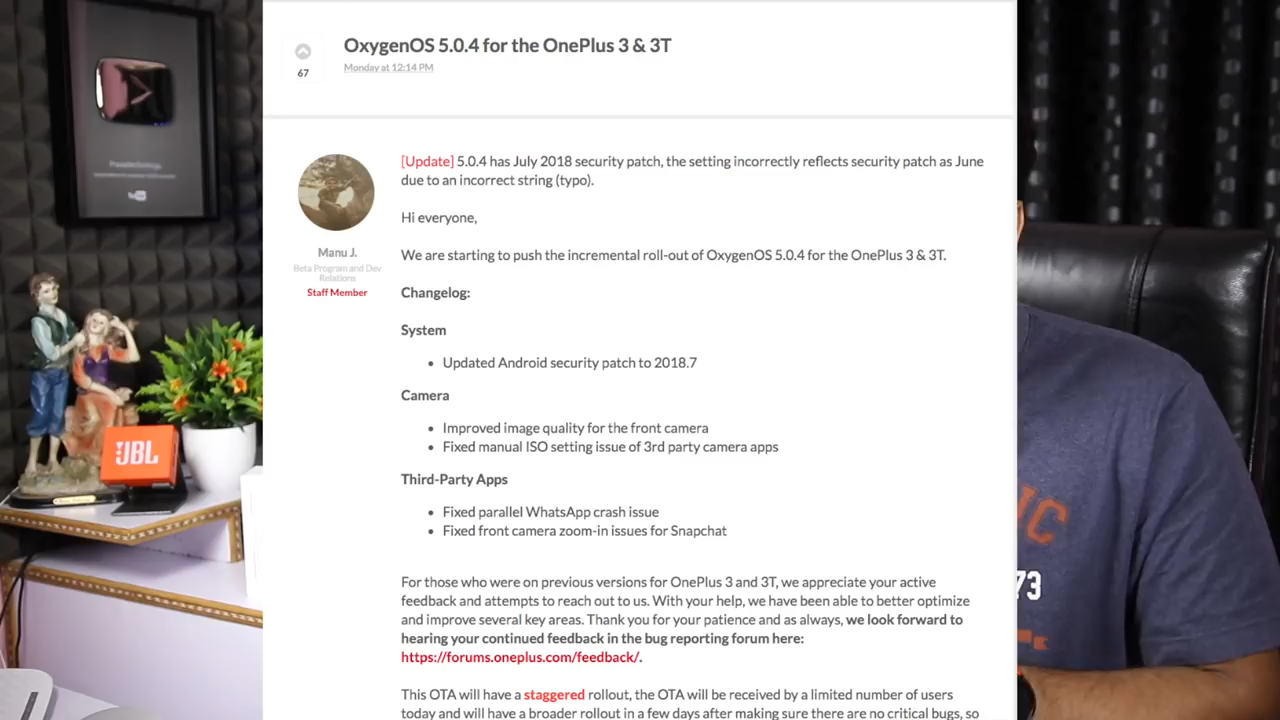 OxygenOS 5.0.4 for the OnePlus 3 & 3T
Monday at 12:14 PM
67
[Update] 5.0.4 has July 2018 security patch, the setting incorrectly reflects security patch as June
due to an incorrect string (typo).
Hi everyone,
Manu J.
Beta Program and Dev
Relations
Staff Member
We are starting to push the incremental roll-out of OxygenOS 5.0.4 for the OnePlus 3 & 3T.
Changelog:
System
• Updated Android security patch to 2018.7
Camera
• Improved image quality for the front camera
• Fixed manual ISO setting issue of 3rd party camera apps
Third-Party Apps
• Fixed parallel WhatsApp crash issue
• Fixed front camera zoom-in issues for Snapchat
For those who were on previous versions for OnePlus 3 and 3T, we appreciate your active
feedback and attempts to reach out to us. With your help, we have been able to better optimize
and improve several key areas. Thank you for your patience and as always, we look forward to
hearing your continued feedback in the bug reporting forum here:
https://forums.oneplus.com/feedback/.
This OTA will have a staggered rollout, the OTA will be received by a limited number of users
today and will have a broader rollout in a few days after making sure there are no critical bugs, so
JBL
IC
73